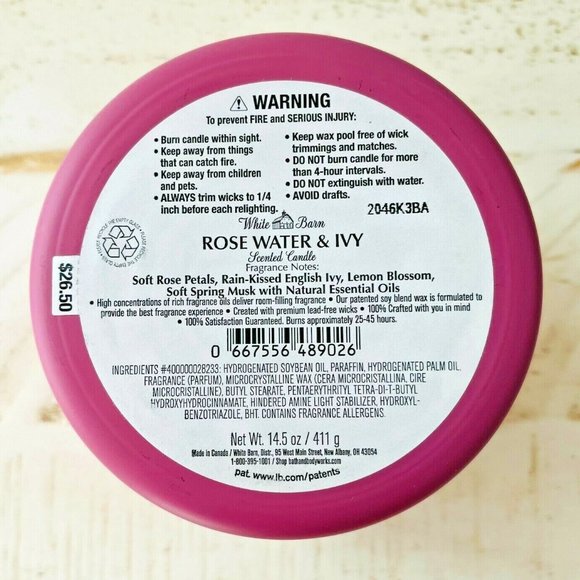 ⚠ WARNING
To prevent FIRE and SERIOUS INJURY:
• Burn candle within sight.
• Keep away from things
that can catch fire.
• Keep away from children
and pets.
• ALWAYS trim wicks to 1/4
inch before each relighting.
• Keep wax pool free of wick
trimmings and matches.
• DO NOT burn candle for more
than 4-hour intervals.
• DO NOT extinguish with water.
• AVOID drafts.
2046K3BA
White Barn
ROSE WATER & IVY
Scented Candle
Fragrance Notes:
Soft Rose Petals, Rain-Kissed English Ivy, Lemon Blossom,
Soft Spring Musk with Natural Essential Oils
• High concentrations of rich fragrance oils deliver room-filling fragrance • Our patented soy blend wax is formulated to
provide the best fragrance experience • Created with premium lead-free wicks • 100% Crafted with you in mind
• 100% Satisfaction Guaranteed. Burns approximately 25-45 hours.
$26.50
0 667556 489026
INGREDIENTS #400000028233: HYDROGENATED SOYBEAN OIL, PARAFFIN, HYDROGENATED PALM OIL,
FRAGRANCE (PARFUM), MICROCRYSTALLINE WAX (CERA MICROCRISTALLINA, CIRE
MICROCRISTALLINE), BUTYL STEARATE, PENTAERYTHRITYL TETRA-DI-T-BUTYL
HYDROXYHYDROCINNAMATE, HINDERED AMINE LIGHT STABILIZER, HYDROXYL-
BENZOTRIAZOLE, BHT. CONTAINS FRAGRANCE ALLERGENS.
Net Wt. 14.5 oz / 411 g
Made in Canada / White Barn, Distr., 95 West Main Street, New Albany, OH 43054
1-800-395-1001 / Shop bathandbodyworks.com
pat. www.lb.com/patents